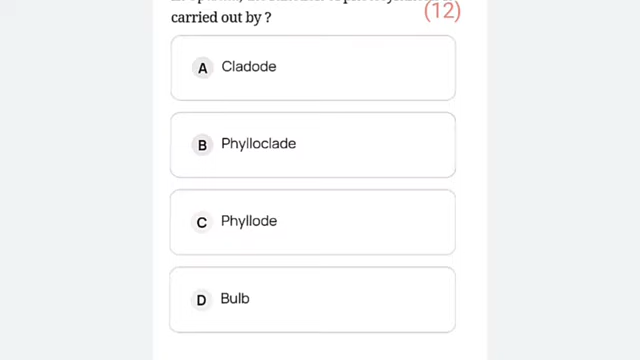 carried out by ?
(12)
A Cladode
B Phylloclade
C Phyllode
D Bulb